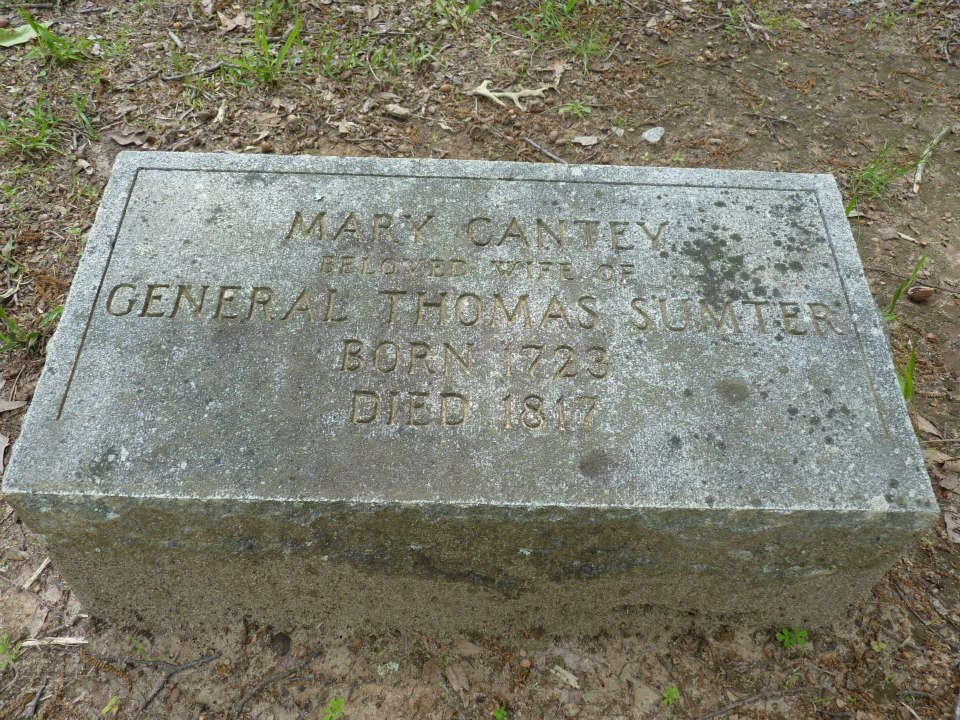 MARY CANTEY
BELOVED WIFE OF
GENERAL THOMAS SUMTER
BORN 1723
DIED 1817